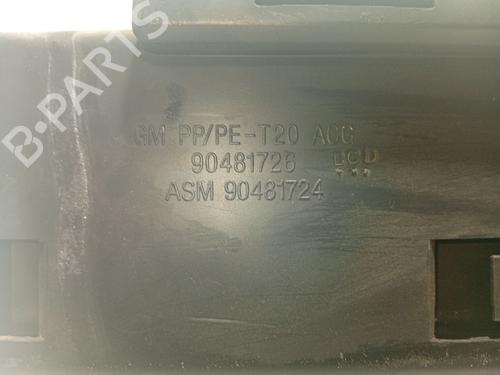 B-PARTS
GM PP/PE-T20 ACC
90481726
ASM 90481724